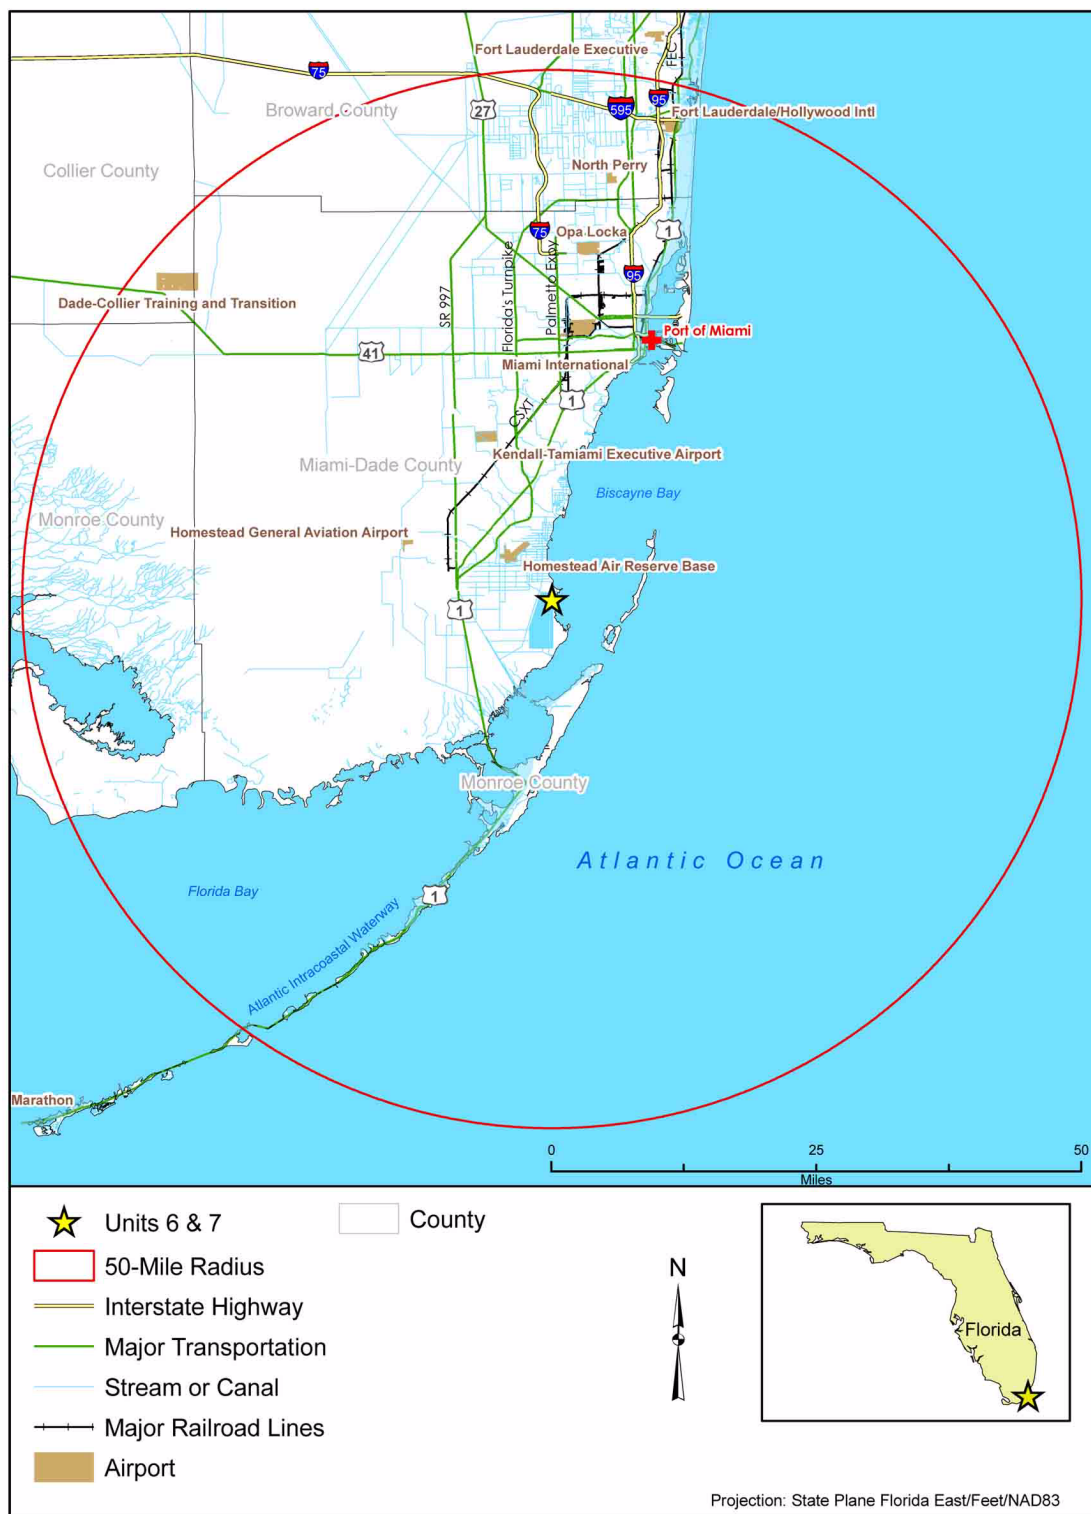 Fort Lauderdale Executive
FEC
75
95
595
27
Broward County
Fort Lauderdale/Hollywood Intl
Collier County
North Perry
75
Opa Locka
1
95
Florida's Turnpike
Palmetto Expy
SR 997
Dade-Collier Training and Transition
Port of Miami
41
Miami International
1
CSXT
Kendall-Tamiami Executive Airport
Miami-Dade County
Biscayne Bay
Monroe County
Homestead General Aviation Airport
Homestead Air Reserve Base
1
Monroe County
Atlantic Ocean
Florida Bay
1
Atlantic Intracoastal Waterway
Marathon
0
25
50
Miles
Units 6 & 7
County
50-Mile Radius
Interstate Highway
Major Transportation
Stream or Canal
Major Railroad Lines
Airport
N
Florida
Projection: State Plane Florida East/Feet/NAD83